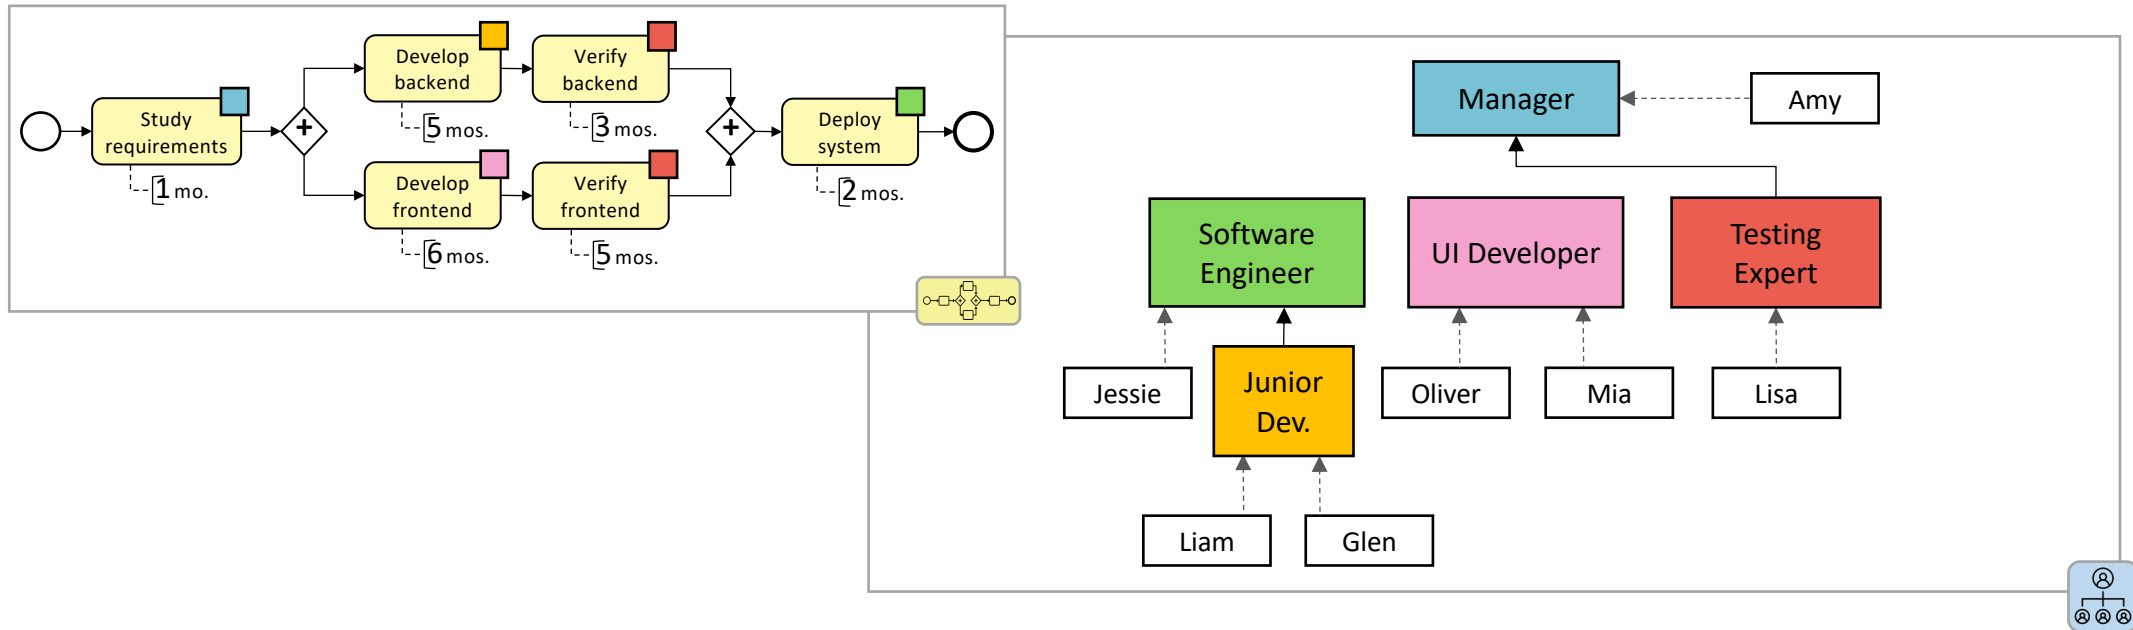 Study
requirements
1 mo.
Develop
backend
5 mos.
Verify
backend
3 mos.
Develop
frontend
6 mos.
Verify
frontend
5 mos.
Deploy
system
2 mos.
Manager
Amy
Software
Engineer
UI Developer
Testing
Expert
Jessie
Junior
Dev.
Oliver
Mia
Lisa
Liam
Glen